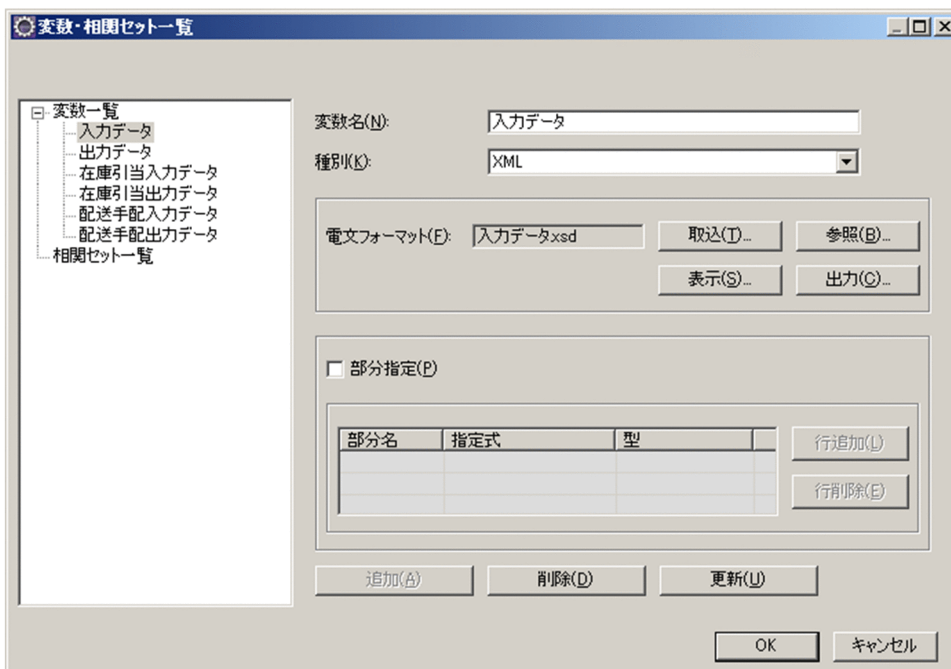 変数・相関セット一覧
変数一覧
入力データ
出力データ
在庫引当入力データ
在庫引当出力データ
配送手配入力データ
配送手配出力データ
相関セット一覧
変数名(N): 入力データ
種別(K): XML
電文フォーマット(F): 入力データxsd 取込(T)... 参照(B)...
表示(S)... 出力(C)...
部分指定(P)
部分名 指定式 型
行追加(L)
行削除(E)
追加(A) 削除(D) 更新(U)
OK キャンセル